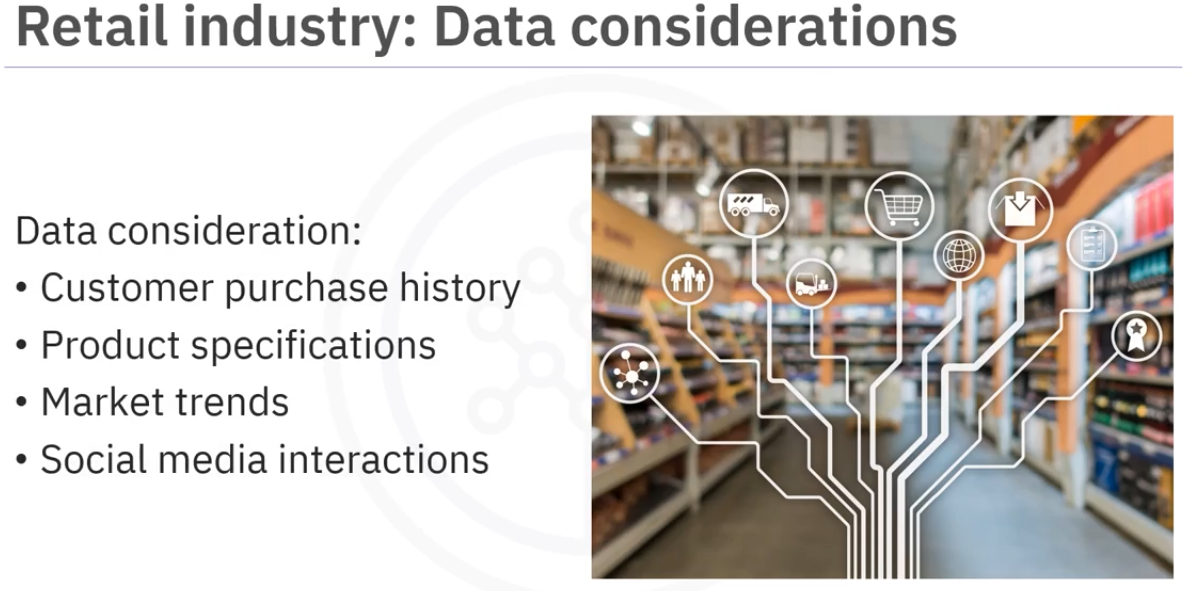 Retail industry: Data considerations
Data consideration:
• Customer purchase history
• Product specifications
• Market trends
• Social media interactions